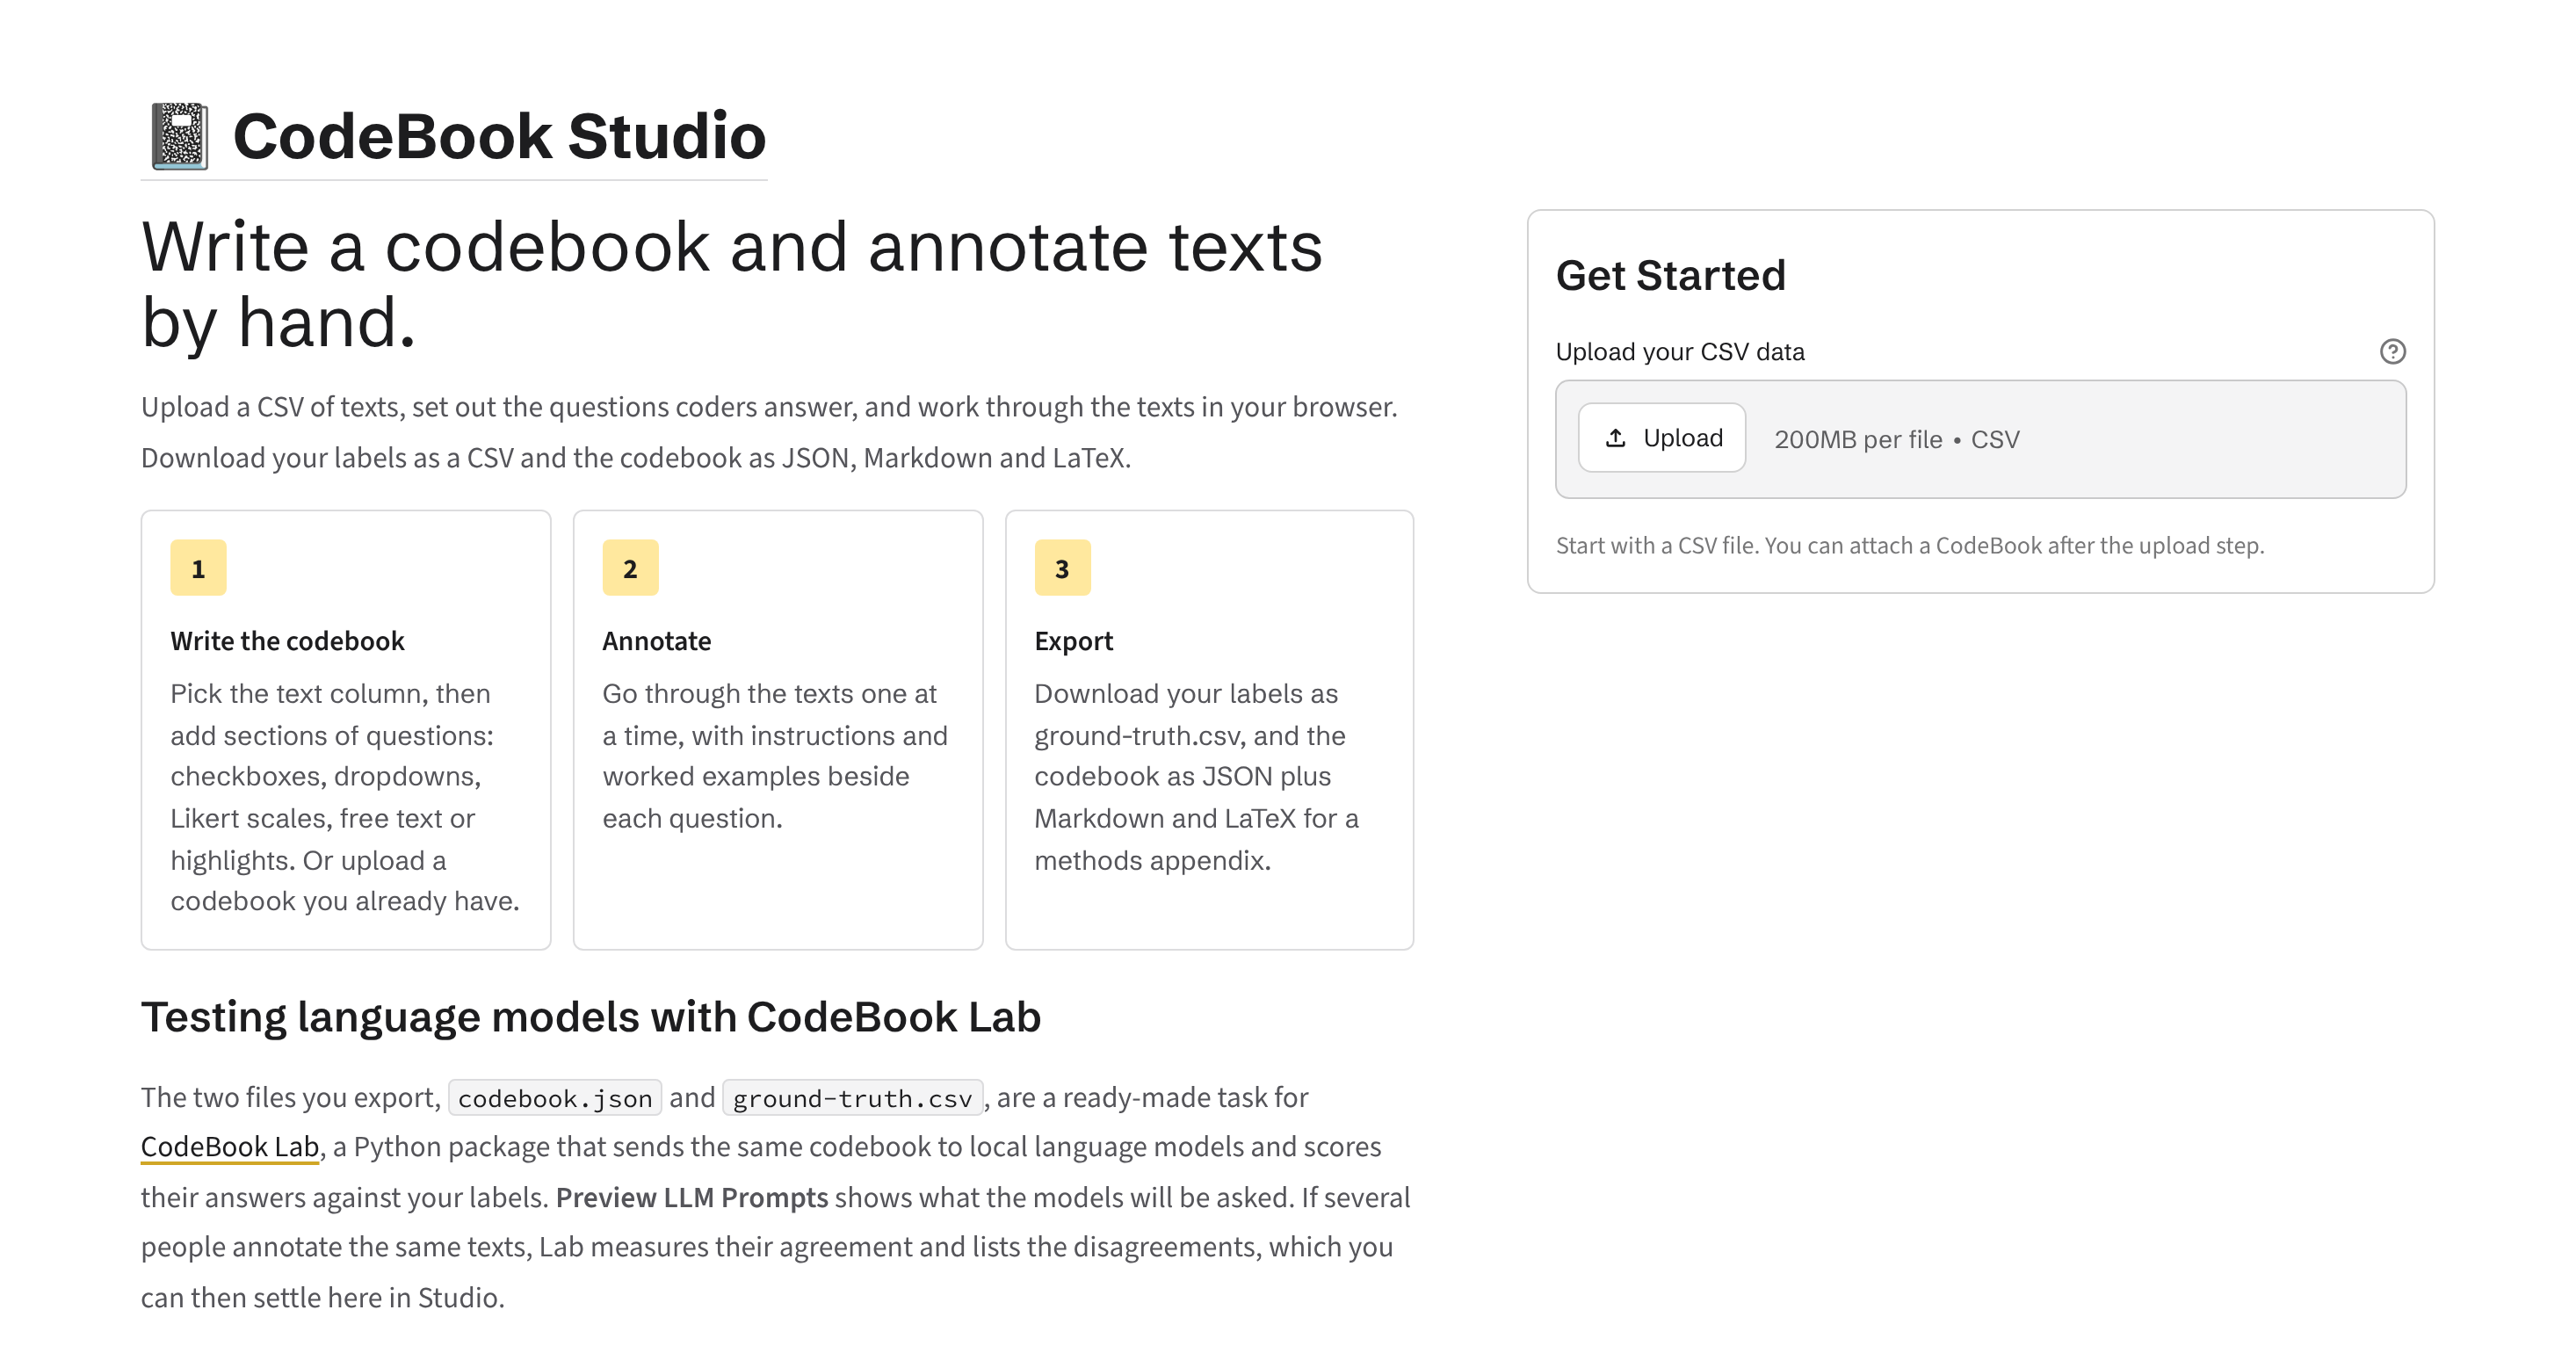 CodeBook Studio
Write a codebook and annotate texts
by hand.
Upload a CSV of texts, set out the questions coders answer, and work through the texts in your browser.
Download your labels as a CSV and the codebook as JSON, Markdown and LaTeX.
1
Write the codebook
Pick the text column, then
add sections of questions:
checkboxes, dropdowns,
Likert scales, free text or
highlights. Or upload a
codebook you already have.
2
Annotate
Go through the texts one at
a time, with instructions and
worked examples beside
each question.
3
Export
Download your labels as
ground-truth.csv, and the
codebook as JSON plus
Markdown and LaTeX for a
methods appendix.
Testing language models with CodeBook Lab
The two files you export, codebook.json and ground-truth.csv, are a ready-made task for
CodeBook Lab, a Python package that sends the same codebook to local language models and scores
their answers against your labels. Preview LLM Prompts shows what the models will be asked. If several
people annotate the same texts, Lab measures their agreement and lists the disagreements, which you
can then settle here in Studio.
Get Started
Upload your CSV data
?
Upload 200MB per file • CSV
Start with a CSV file. You can attach a CodeBook after the upload step.